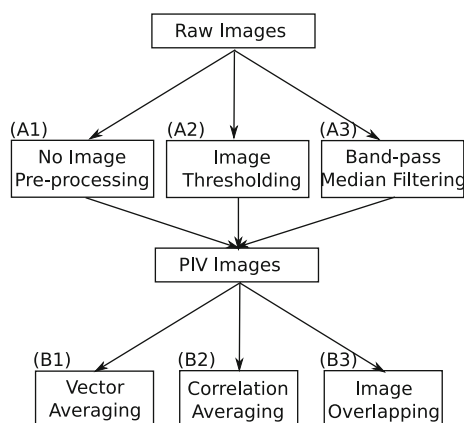 Raw Images
(A1)
(A2)
(A3)
No Image
Pre-processing
Image
Thresholding
Band-pass
Median Filtering
PIV Images
(B1)
(B2)
(B3)
Vector
Averaging
Correlation
Averaging
Image
Overlapping